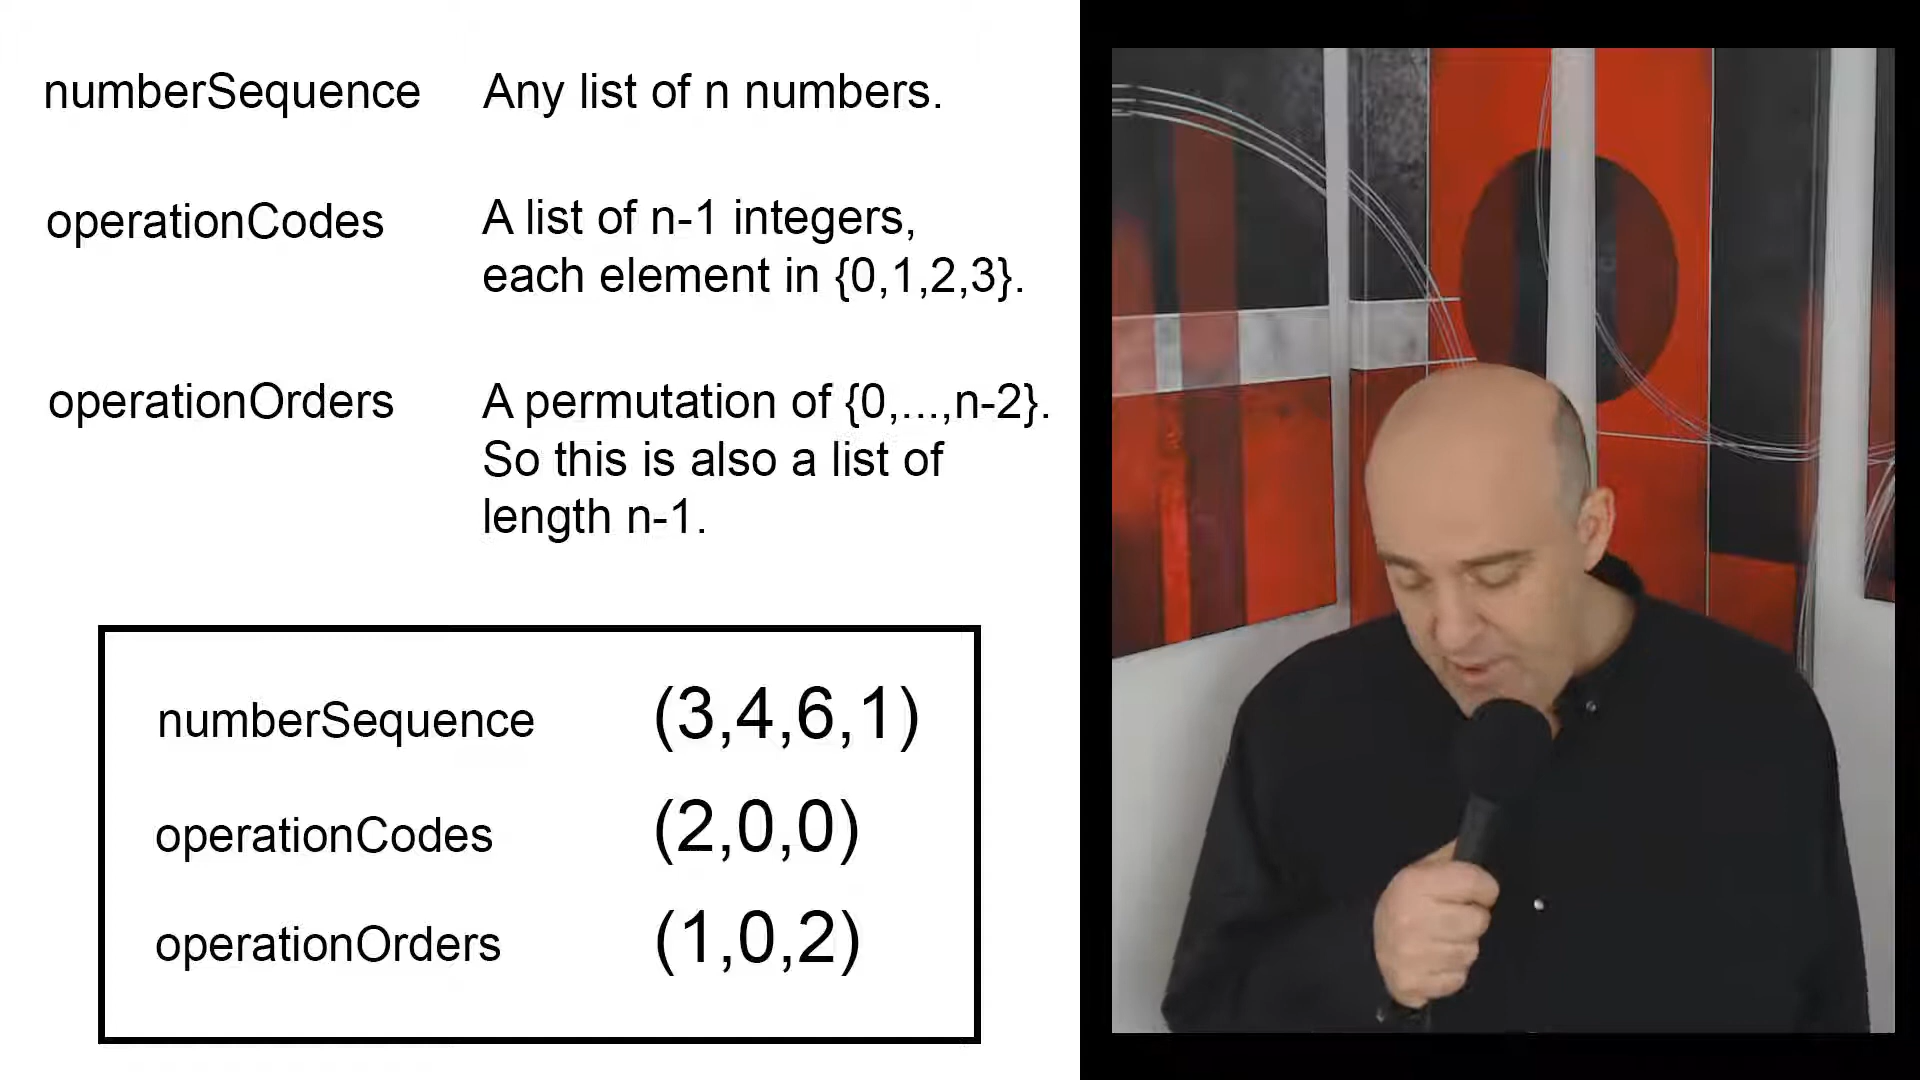 numberSequence Any list of n numbers.
operationCodes A list of n-1 integers,
each element in {0,1,2,3}.
operationOrders A permutation of {0,...,n-2}.
So this is also a list of
length n-1.
numberSequence (3,4,6,1)
operationCodes (2,0,0)
operationOrders (1,0,2)